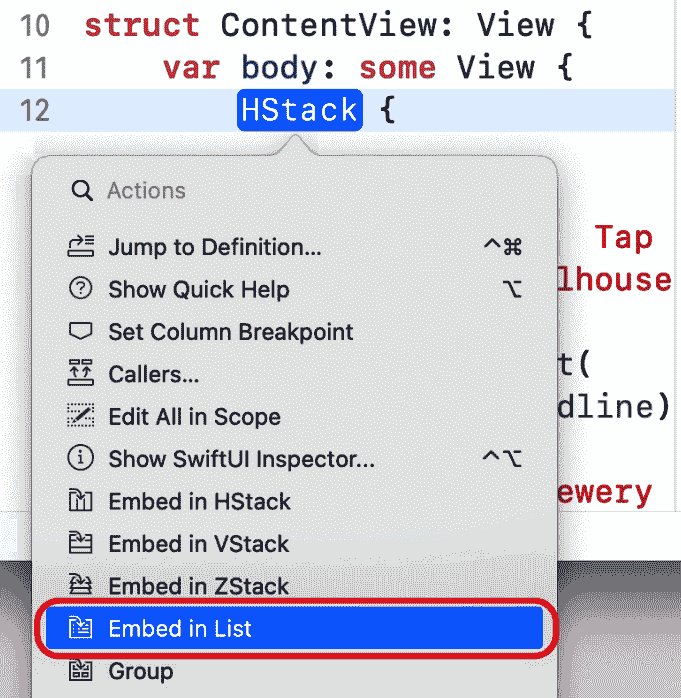 10 struct ContentView: View {
11 var body: some View {
12 HStack {
Actions
Jump to Definition... ^⌘
Tap
Show Quick Help ⌥
lhouse
Set Column Breakpoint
Callers...
t(
Edit All in Scope
dline)
Show SwiftUI Inspector... ^⌥
Embed in HStack
ewery
Embed in VStack
Embed in ZStack
Embed in List
Group